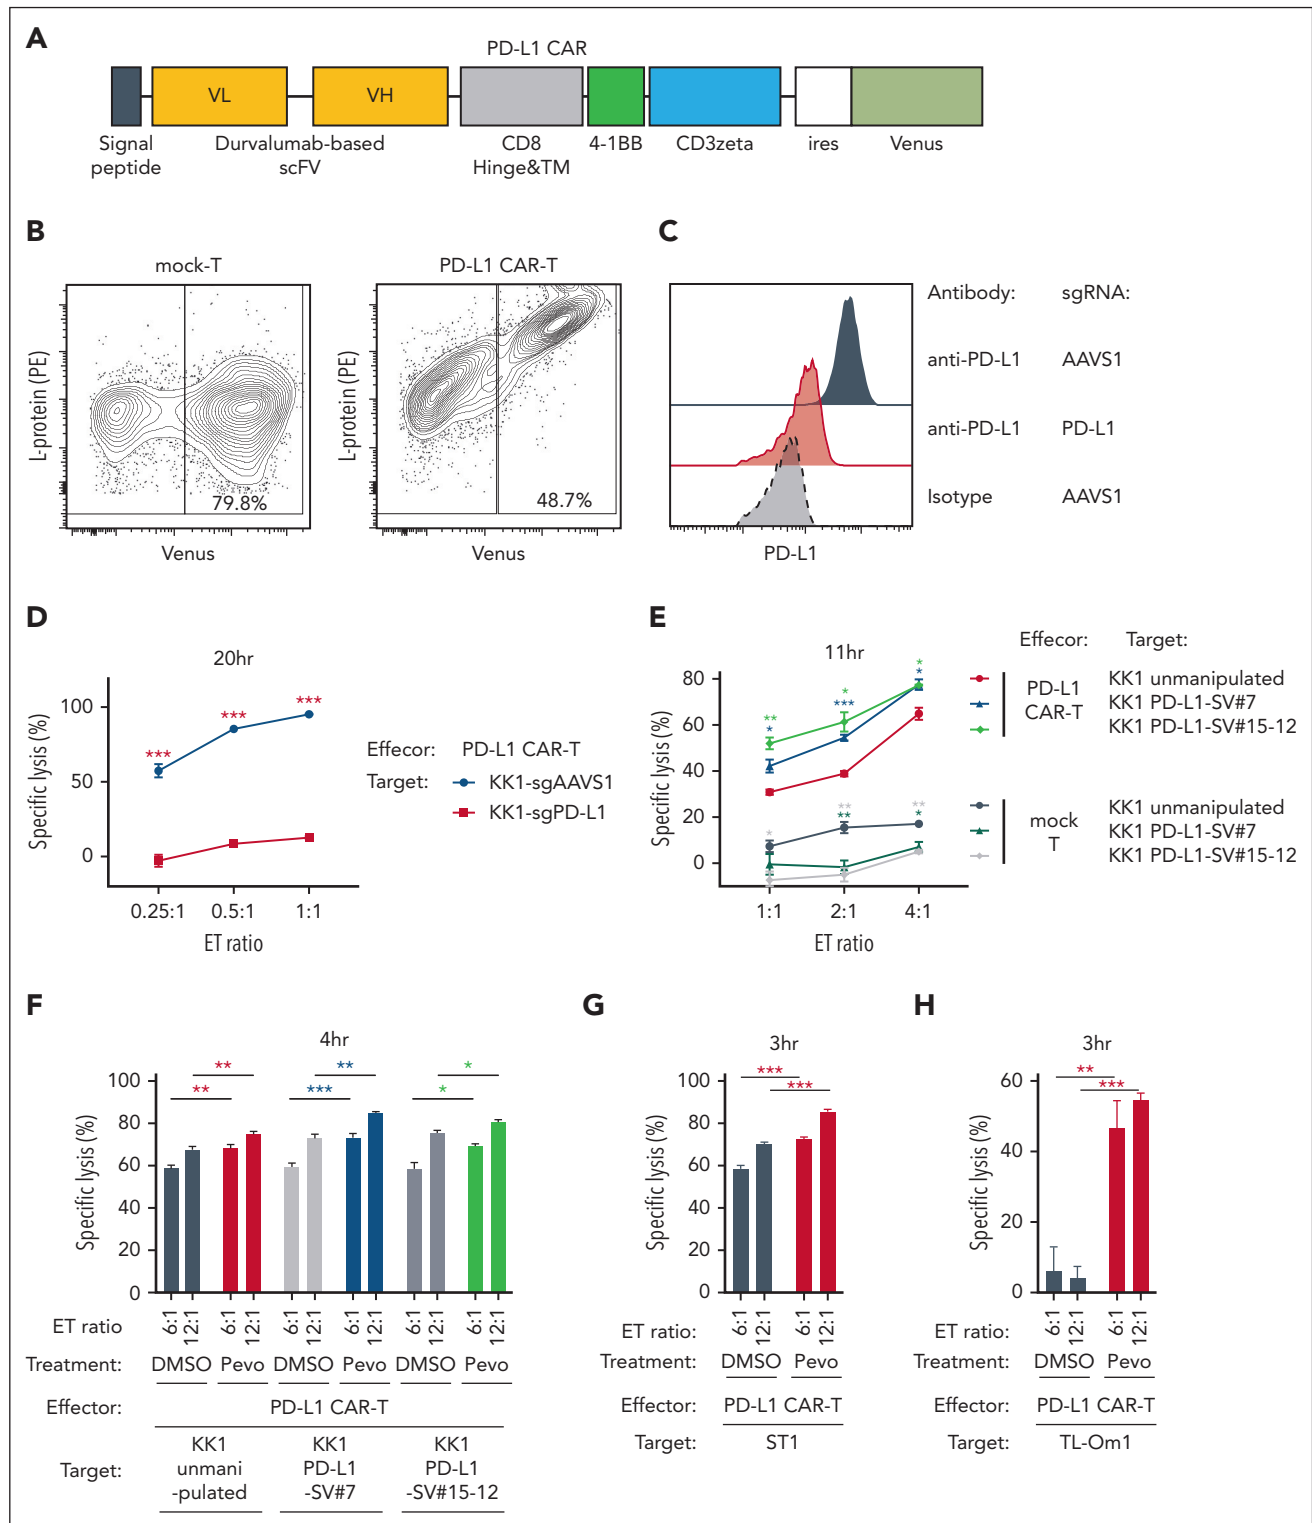 A
PD-L1 CAR
VL
VH
Signal
peptide
Durvalumab-based
scFV
CD8
Hinge&TM
4-1BB
CD3zeta
ires
Venus
B
mock-T
PD-L1 CAR-T
L-protein (PE)
79.8%
Venus
L-protein (PE)
48.7%
Venus
C
Antibody: sgRNA:
anti-PD-L1 AAVS1
anti-PD-L1 PD-L1
Isotype AAVS1
PD-L1
D
20hr
Specific lysis (%)
100
50
0
***
***
***
0.25:1 0.5:1 1:1
ET ratio
Effecor: PD-L1 CAR-T
Target: KK1-sgAAVS1
KK1-sgPD-L1
E
11hr
Specific lysis (%)
80
60
40
20
0
**
*
*
***
*
*
*
**
**
**
*
1:1 2:1 4:1
ET ratio
Effecor: Target:
PD-L1
CAR-T
KK1 unmanipulated
KK1 PD-L1-SV#7
KK1 PD-L1-SV#15-12
mock
T
KK1 unmanipulated
KK1 PD-L1-SV#7
KK1 PD-L1-SV#15-12
F
4hr
Specific lysis (%)
100
80
60
40
20
0
** ** *
** *** *
ET ratio 6:1 12:1 6:1 12:1 6:1 12:1 6:1 12:1 6:1 12:1 6:1 12:1
Treatment: DMSO Pevo DMSO Pevo DMSO Pevo
Effector: PD-L1 CAR-T
Target:
KK1
unmani
-pulated
KK1
PD-L1
-SV#7
KK1
PD-L1
-SV#15-12
G
3hr
Specific lysis (%)
100
80
60
40
20
0
***
***
ET ratio: 6:1 12:1 6:1 12:1
Treatment: DMSO Pevo
Effector: PD-L1 CAR-T
Target: ST1
H
3hr
Specific lysis (%)
60
40
20
0
**
***
ET ratio: 6:1 12:1 6:1 12:1
Treatment: DMSO Pevo
Effector: PD-L1 CAR-T
Target: TL-Om1